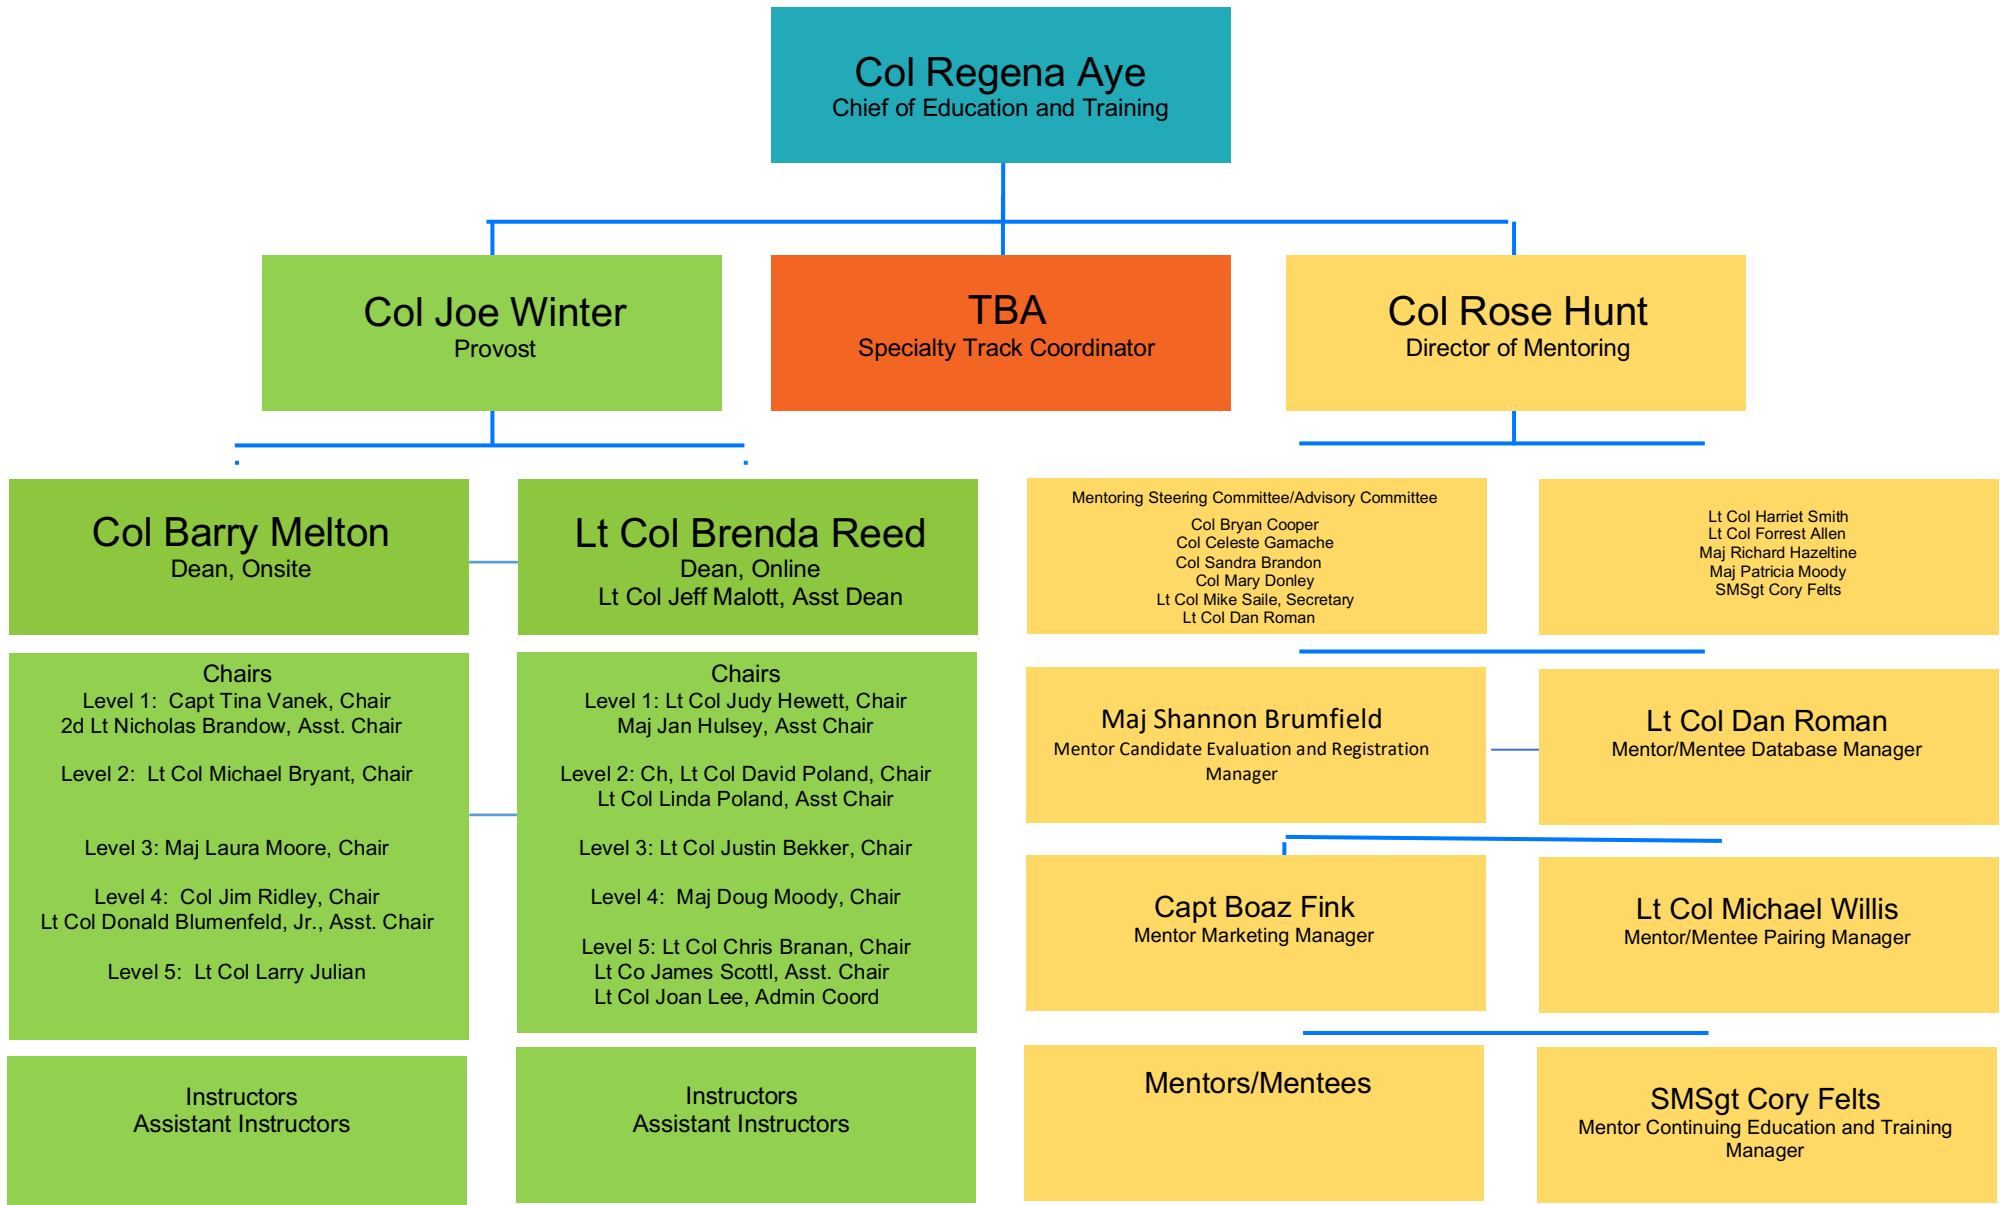 Col Regena Aye
Chief of Education and Training
Col Joe Winter
Provost
TBA
Specialty Track Coordinator
Col Rose Hunt
Director of Mentoring
Col Barry Melton
Dean, Onsite
Lt Col Brenda Reed
Dean, Online
Lt Col Jeff Malott, Asst Dean
Mentoring Steering Committee/Advisory Committee
Col Bryan Cooper
Col Celeste Gamache
Col Sandra Brandon
Col Mary Donley
Lt Col Mike Saile, Secretary
Lt Col Dan Roman
Lt Col Harriet Smith
Lt Col Forrest Allen
Maj Richard Hazeltine
Maj Patricia Moody
SMSgt Cory Felts
Chairs
Level 1:  Capt Tina Vanek, Chair
2d Lt Nicholas Brandow, Asst. Chair
Level 2:  Lt Col Michael Bryant, Chair
Level 3: Maj Laura Moore, Chair
Level 4:  Col Jim Ridley, Chair
Lt Col Donald Blumenfeld, Jr., Asst. Chair
Level 5:  Lt Col Larry Julian
Chairs
Level 1: Lt Col Judy Hewett, Chair
Maj Jan Hulsey, Asst Chair
Level 2: Ch, Lt Col David Poland, Chair
Lt Col Linda Poland, Asst Chair
Level 3: Lt Col Justin Bekker, Chair
Level 4:  Maj Doug Moody, Chair
Level 5: Lt Col Chris Branan, Chair
Lt Co James Scottl, Asst. Chair
Lt Col Joan Lee, Admin Coord
Maj Shannon Brumfield
Mentor Candidate Evaluation and Registration
Manager
Lt Col Dan Roman
Mentor/Mentee Database Manager
Capt Boaz Fink
Mentor Marketing Manager
Lt Col Michael Willis
Mentor/Mentee Pairing Manager
Instructors
Assistant Instructors
Instructors
Assistant Instructors
Mentors/Mentees
SMSgt Cory Felts
Mentor Continuing Education and Training
Manager